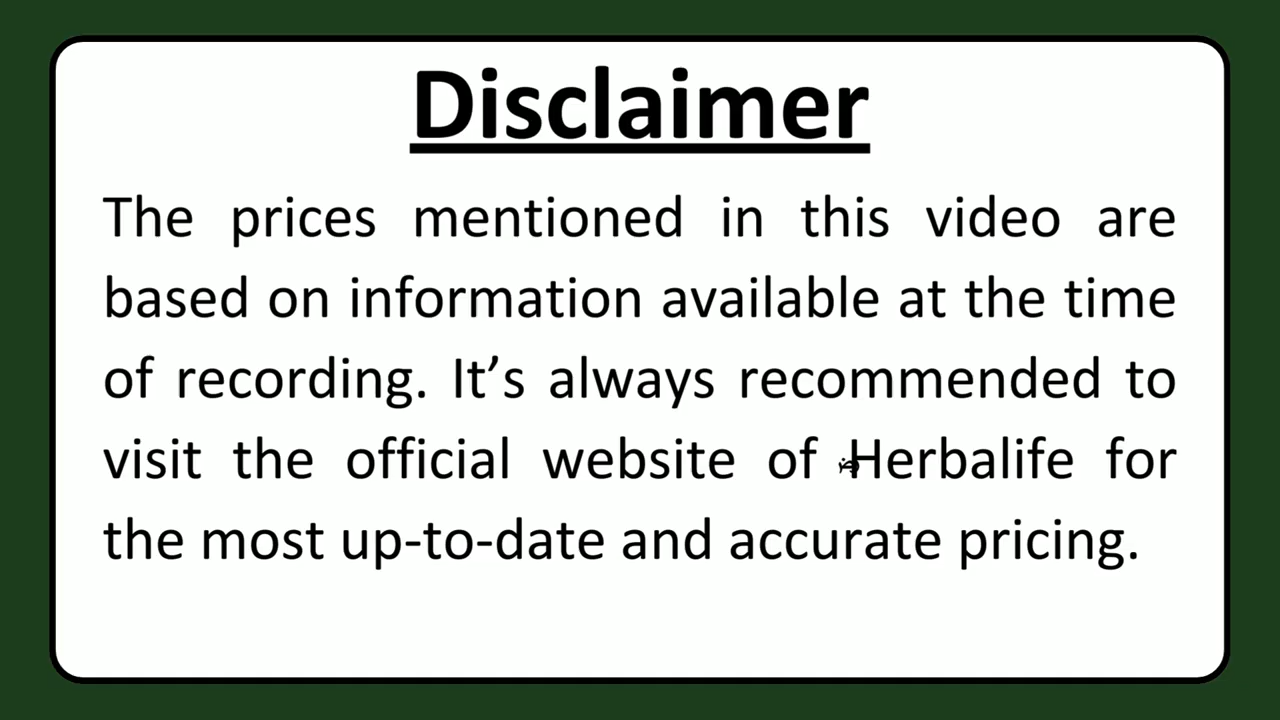 Disclaimer
The prices mentioned in this video are
based on information available at the time
of recording. It’s always recommended to
visit the official website of Herbalife for
the most up-to-date and accurate pricing.